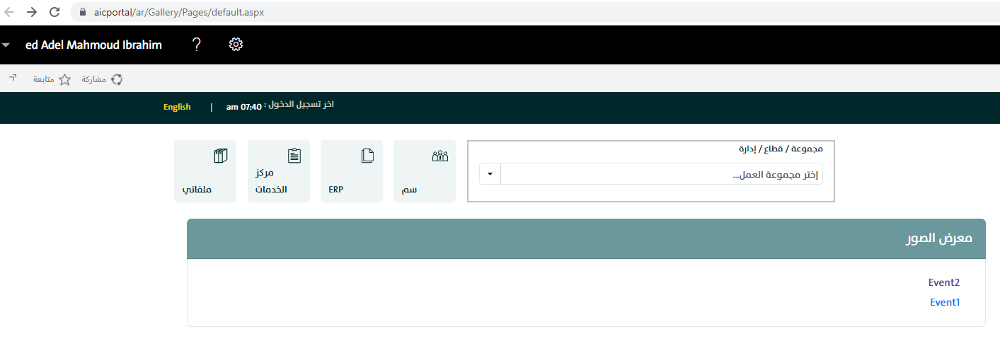 aicportal/ar/Gallery/Pages/default.aspx
ed Adel Mahmoud Ibrahim
?
مشاركة
متابعة
اخر تسجيل الدخول : 07:40 am | English
مجموعة / قطاع / إدارة
إختر مجموعة العمل...
سم
ERP
مركز
الخدمات
ملفاتي
معرض الصور
Event2
Event1